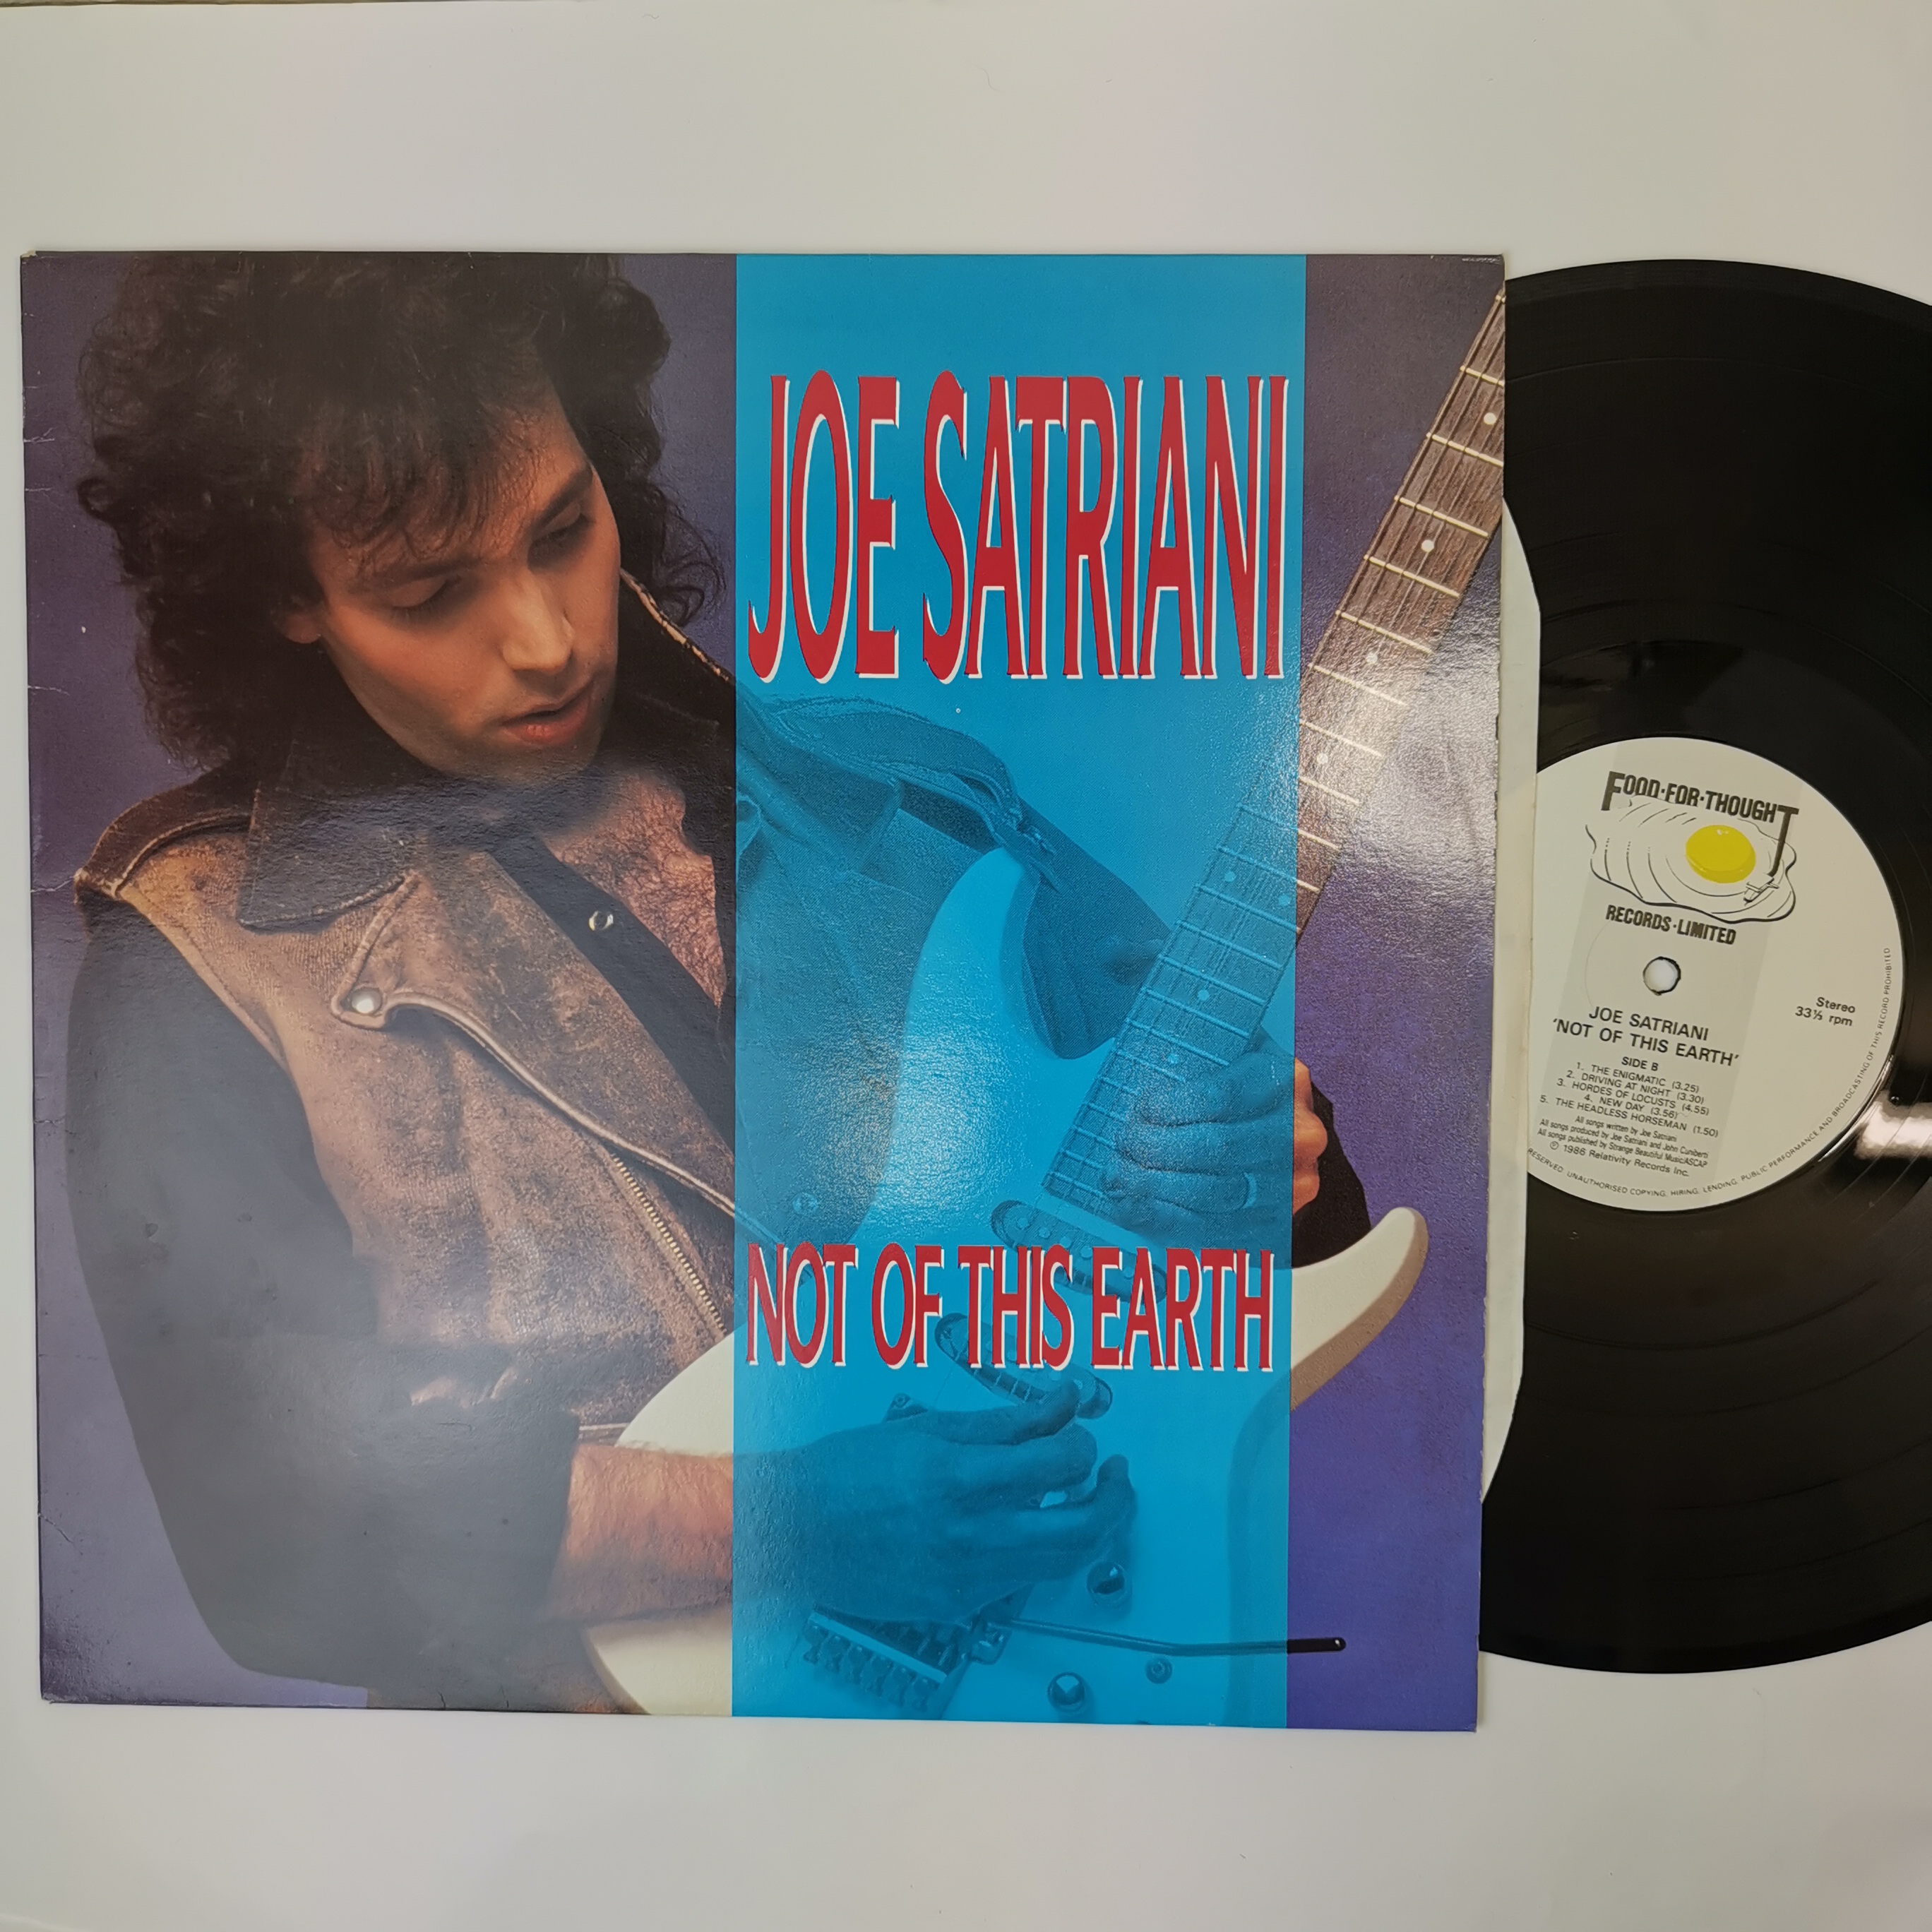 JOE SATRIANI
NOT OF THIS EARTH
FOOD·FOR·THOUGHT
RECORDS·LIMITED
Stereo
33⅓ rpm
JOE SATRIANI
'NOT OF THIS EARTH'
SIDE B
1. THE ENIGMATIC (3.25)
2. DRIVING AT NIGHT (3.30)
3. HORDES OF LOCUSTS (4.55)
4. NEW DAY (3.56)
5. THE HEADLESS HORSEMAN (1.50)
All songs written by Joe Satriani
All songs produced by Joe Satriani and John Cuniberti
All songs published by Strange Beautiful Music/ASCAP
℗ 1986 Relativity Records Inc.
RESERVED. UNAUTHORISED COPYING, HIRING, LENDING, PUBLIC PERFORMANCE AND BROADCASTING OF THIS RECORD PROHIBITED